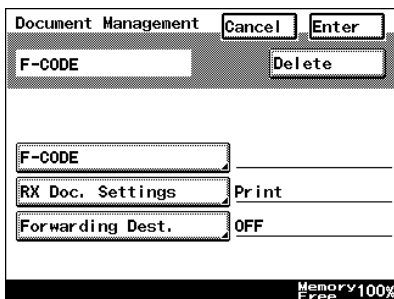 Document Management Cancel Enter
F-CODE Delete
F-CODE
RX Doc. Settings Print
Forwarding Dest. OFF
Memory 100%
Free